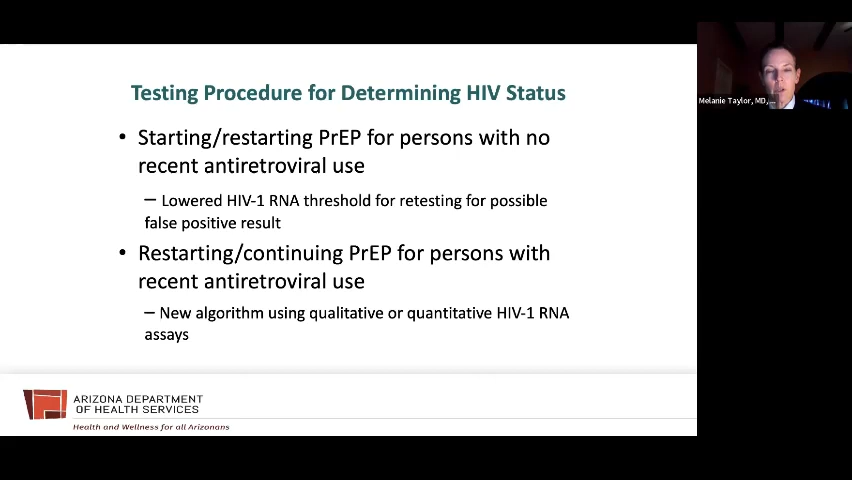 Testing Procedure for Determining HIV Status
• Starting/restarting PrEP for persons with no
recent antiretroviral use
– Lowered HIV-1 RNA threshold for retesting for possible
false positive result
• Restarting/continuing PrEP for persons with
recent antiretroviral use
– New algorithm using qualitative or quantitative HIV-1 RNA
assays
ARIZONA DEPARTMENT
OF HEALTH SERVICES
Health and Wellness for all Arizonans
Melanie Taylor, MD,...